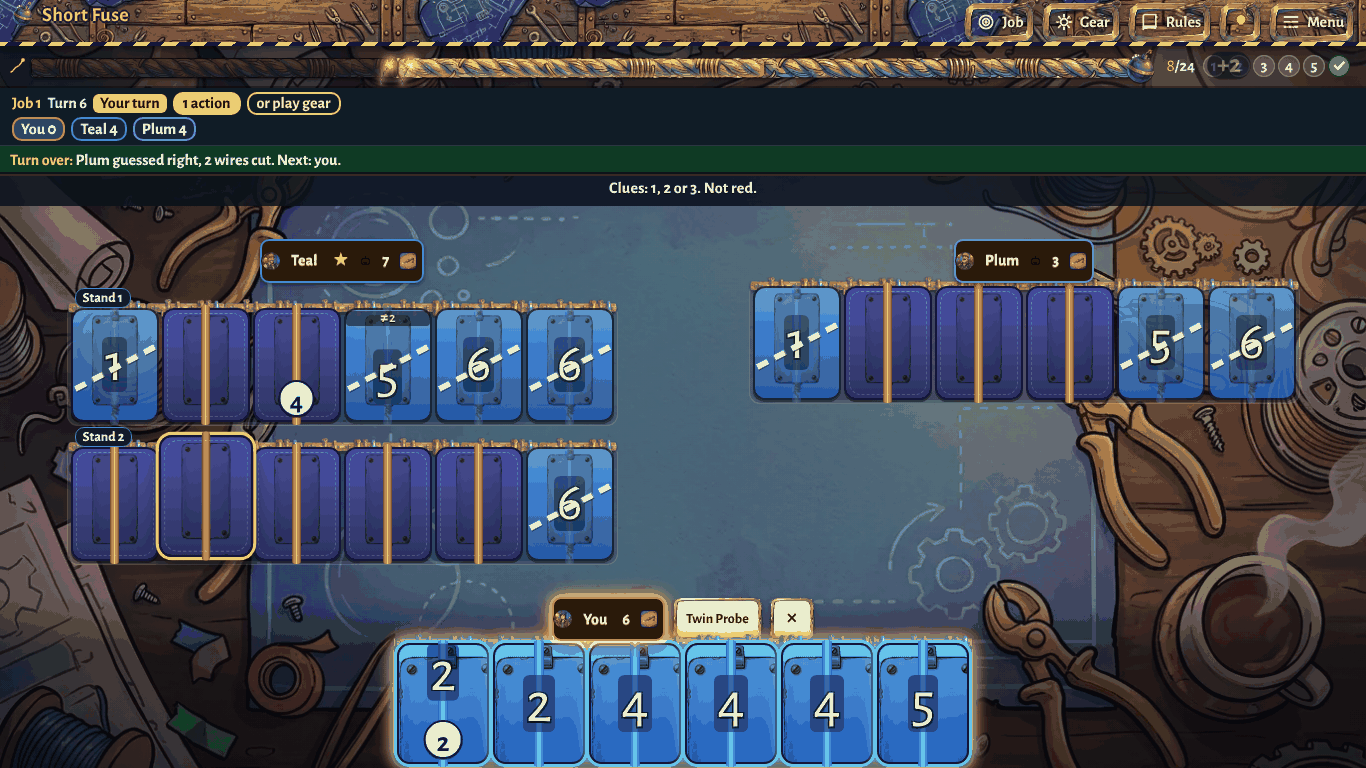 Short Fuse
Job
Gear
Rules
Menu
8/24
+2
3
4
5
Job 1 Turn 6 Your turn 1 action or play gear
You 0 Teal 4 Plum 4
Turn over: Plum guessed right, 2 wires cut. Next: you.
Clues: 1, 2 or 3. Not red.
Teal 7
Plum 3
Stand 1
1
4
≠2
5
6
6
1
5
6
Stand 2
6
You 6
Twin Probe
×
2
2
2
4
4
4
5